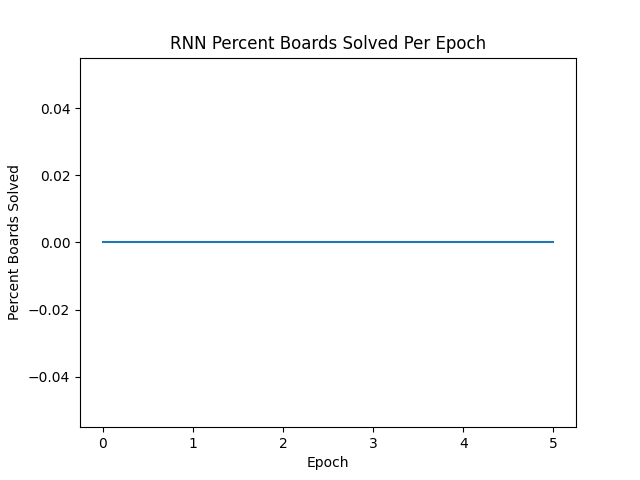 RNN Percent Boards Solved Per Epoch
Percent Boards Solved
0.04
0.02
0.00
−0.02
−0.04
0 1 2 3 4 5
Epoch